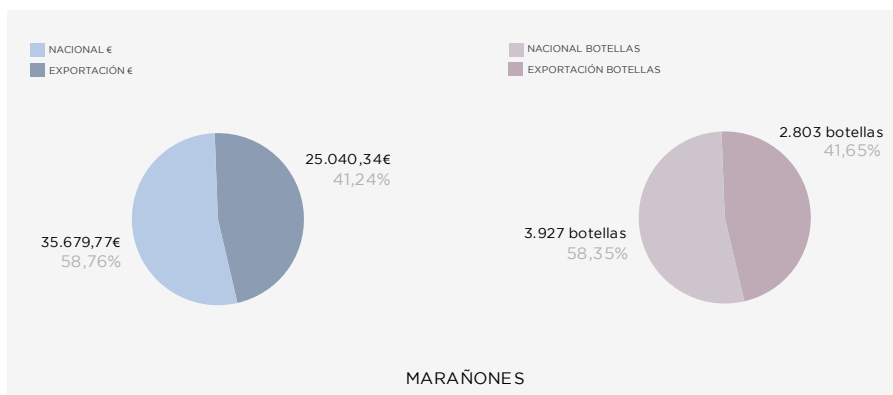 NACIONAL €
EXPORTACIÓN €
NACIONAL BOTELLAS
EXPORTACIÓN BOTELLAS
25.040,34€
41,24%
35.679,77€
58,76%
2.803 botellas
41,65%
3.927 botellas
58,35%
MARAÑONES